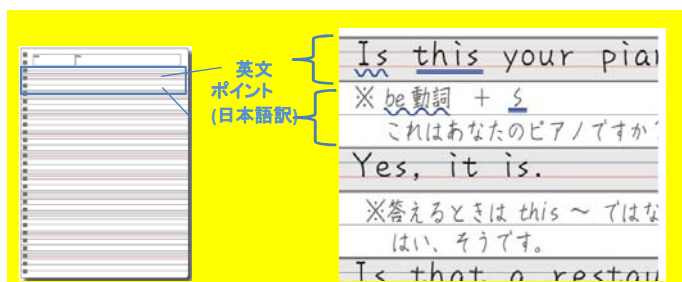 英文
ポイント
(日本語訳)
Is this your
※ be動詞 + S
これはあなたのピアノですか
Yes, it is.
※答えるときは this ~ ではな
はい、そうです。
Is that a